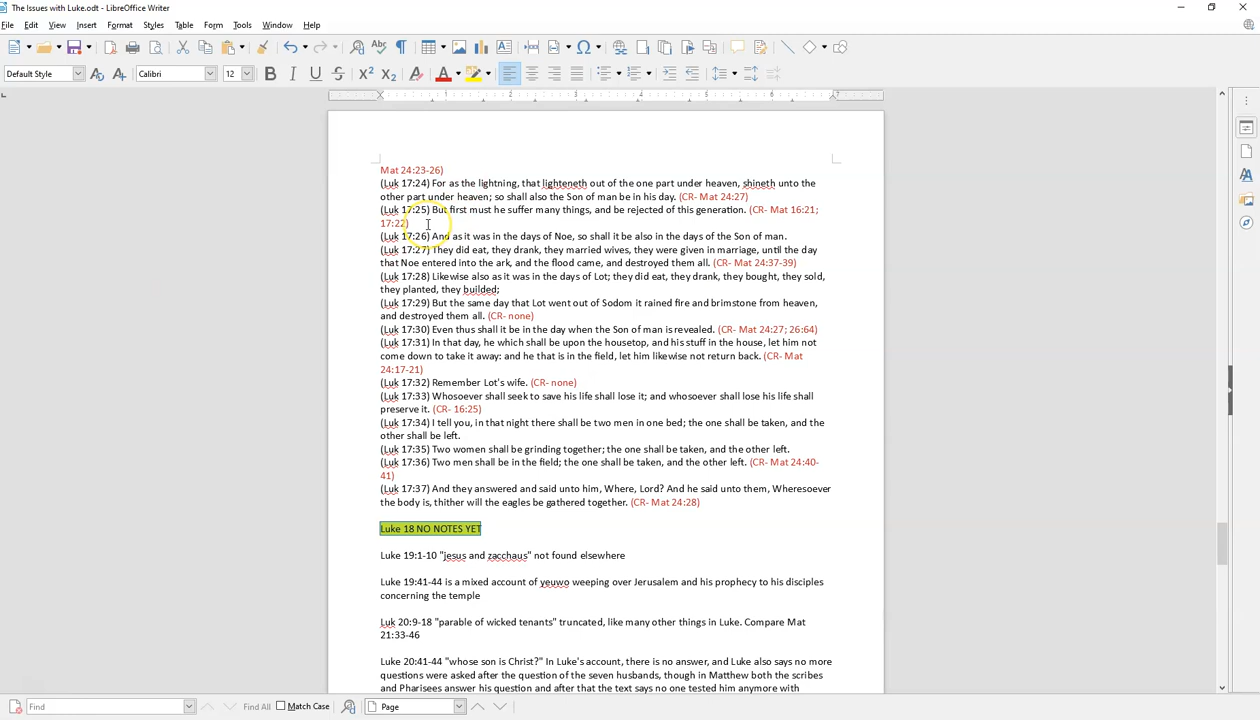 The Issues with Luke.odt - LibreOffice Writer
File Edit View Insert Format Styles Table Form Tools Window Help
Default Style Calibri 12
1 2 3 4 5 6 7
Mat 24:23-26)
(Luk 17:24) For as the lightning, that lighteneth out of the one part under heaven, shineth unto the
other part under heaven; so shall also the Son of man be in his day. (CR- Mat 24:27)
(Luk 17:25) But first must he suffer many things, and be rejected of this generation. (CR- Mat 16:21;
17:22)
(Luk 17:26) And as it was in the days of Noe, so shall it be also in the days of the Son of man.
(Luk 17:27) They did eat, they drank, they married wives, they were given in marriage, until the day
that Noe entered into the ark, and the flood came, and destroyed them all. (CR- Mat 24:37-39)
(Luk 17:28) Likewise also as it was in the days of Lot; they did eat, they drank, they bought, they sold,
they planted, they builded;
(Luk 17:29) But the same day that Lot went out of Sodom it rained fire and brimstone from heaven,
and destroyed them all. (CR- none)
(Luk 17:30) Even thus shall it be in the day when the Son of man is revealed. (CR- Mat 24:27; 26:64)
(Luk 17:31) In that day, he which shall be upon the housetop, and his stuff in the house, let him not
come down to take it away: and he that is in the field, let him likewise not return back. (CR- Mat
24:17-21)
(Luk 17:32) Remember Lot's wife. (CR- none)
(Luk 17:33) Whosoever shall seek to save his life shall lose it; and whosoever shall lose his life shall
preserve it. (CR- 16:25)
(Luk 17:34) I tell you, in that night there shall be two men in one bed; the one shall be taken, and the
other shall be left.
(Luk 17:35) Two women shall be grinding together; the one shall be taken, and the other left.
(Luk 17:36) Two men shall be in the field; the one shall be taken, and the other left. (CR- Mat 24:40-
41)
(Luk 17:37) And they answered and said unto him, Where, Lord? And he said unto them, Wheresoever
the body is, thither will the eagles be gathered together. (CR- Mat 24:28)
Luke 18 NO NOTES YET
Luke 19:1-10 "jesus and zacchaus" not found elsewhere
Luke 19:41-44 is a mixed account of yeuwo weeping over Jerusalem and his prophecy to his disciples
concerning the temple
Luk 20:9-18 "parable of wicked tenants" truncated, like many other things in Luke. Compare Mat
21:33-46
Luke 20:41-44 "whose son is Christ?" In Luke's account, there is no answer, and Luke also says no more
questions were asked after the question of the seven husbands, though in Matthew both the scribes
and Pharisees answer his question and after that the text says no one tested him anymore with
Find Find All Match Case Page